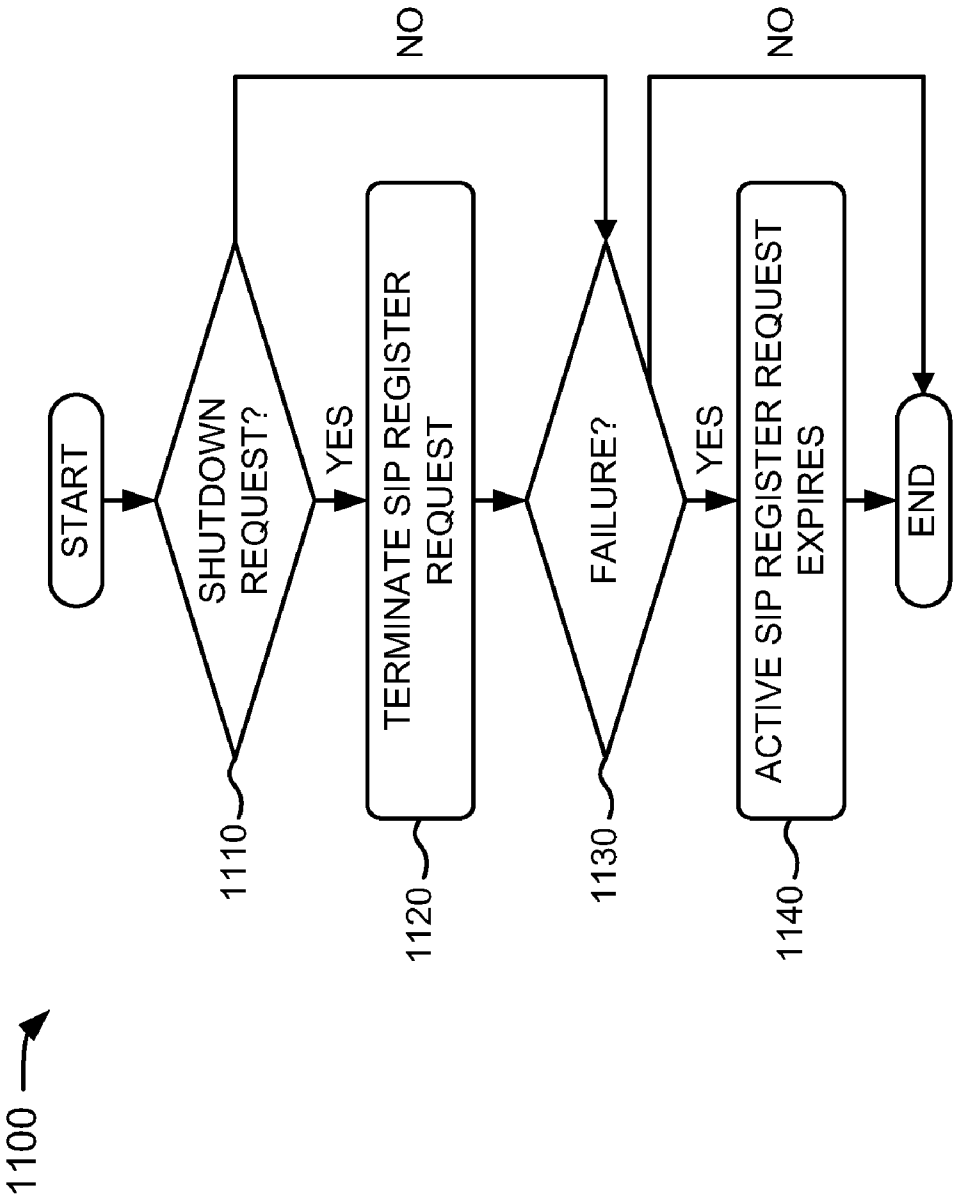 1100
START
1110
SHUTDOWN
REQUEST?
NO
YES
1120
TERMINATE SIP REGISTER
REQUEST
1130
FAILURE?
NO
YES
1140
ACTIVE SIP REGISTER REQUEST
EXPIRES
END